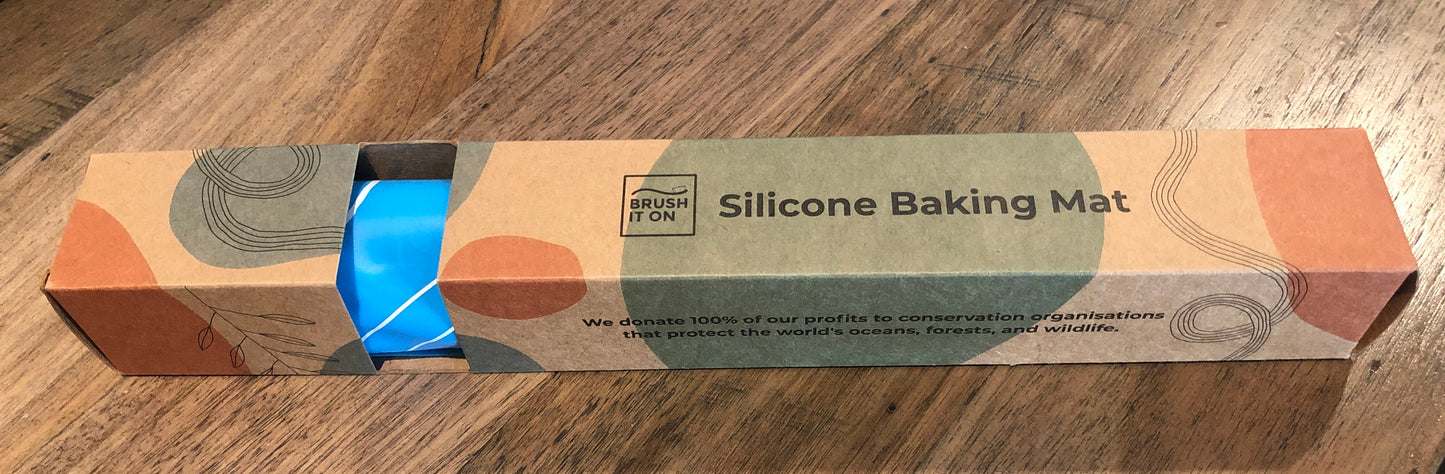 BRUSH
IT ON
Silicone Baking Mat
We donate 100% of our profits to conservation organisations
that protect the world's oceans, forests, and wildlife.